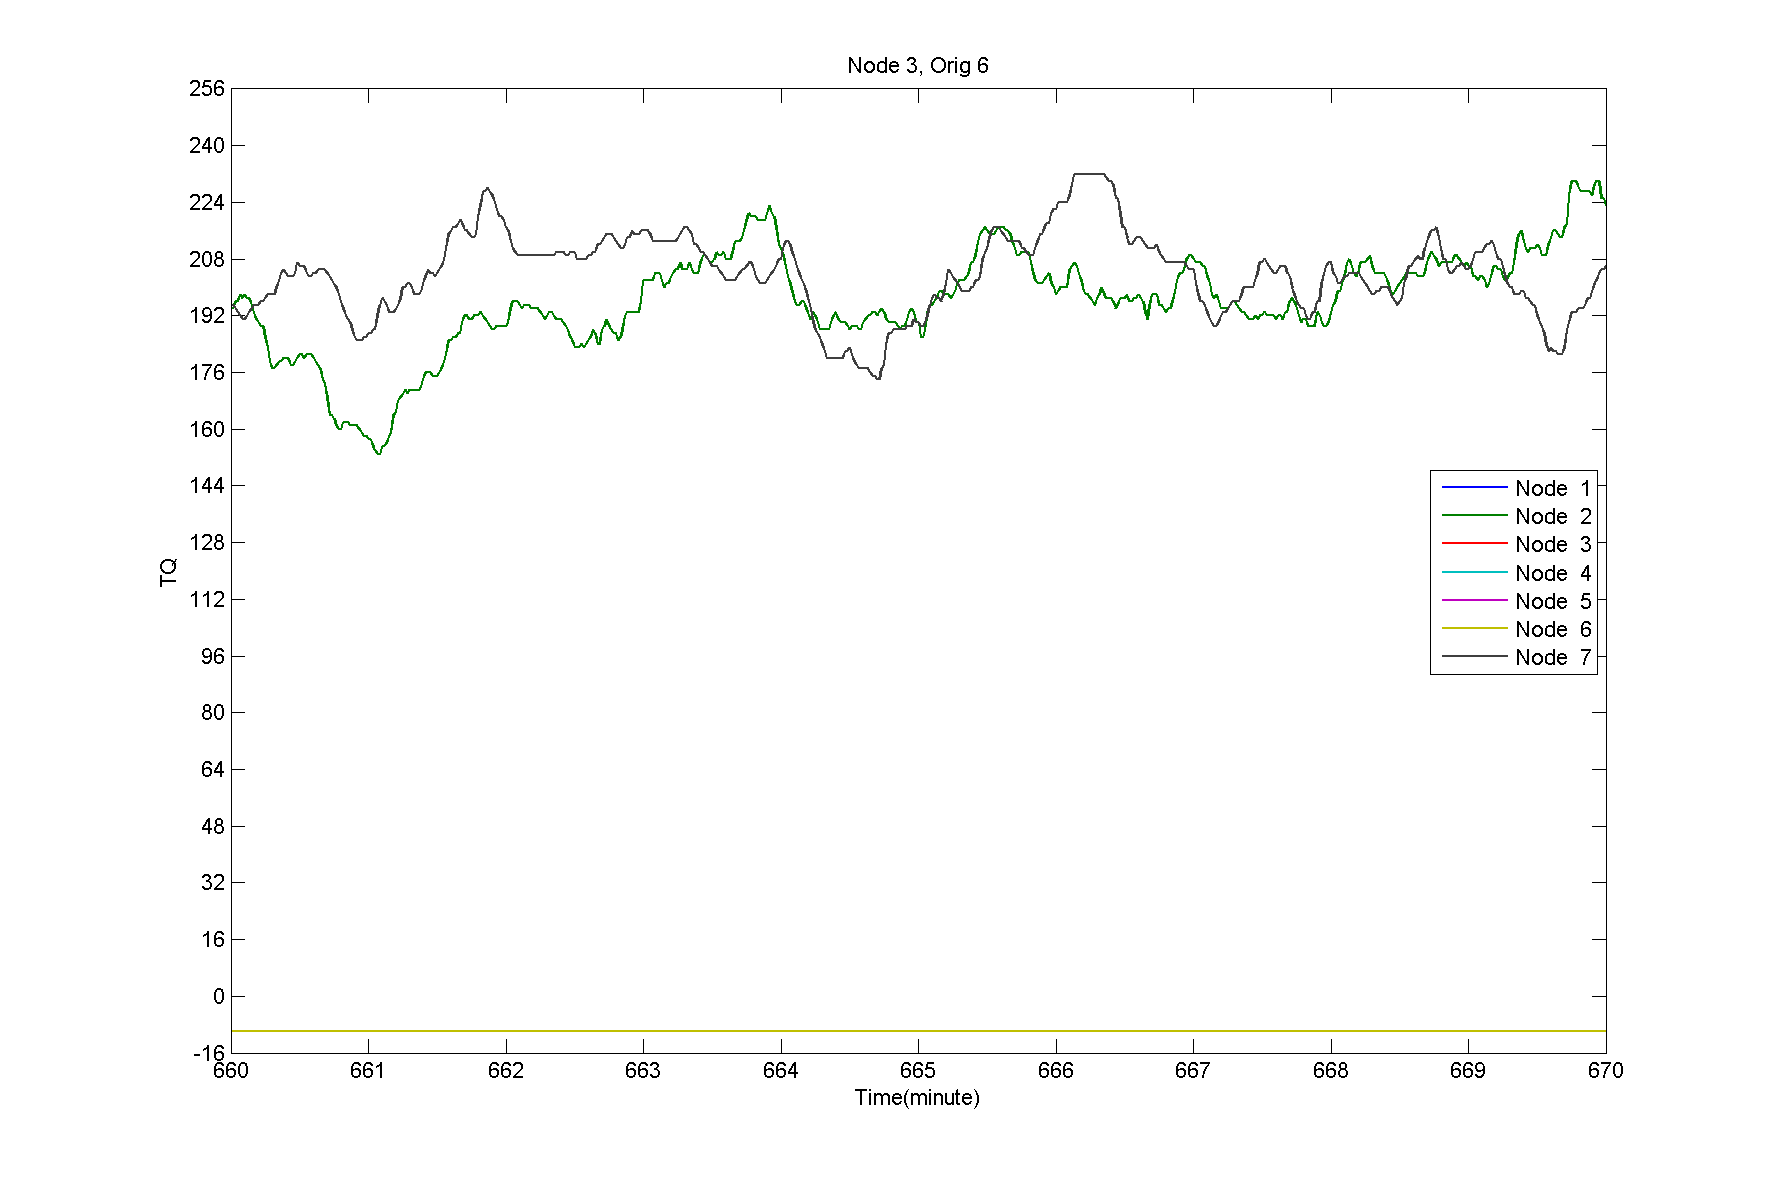 Node 3, Orig 6
256
240
224
208
192
176
160
144
128
112
96
80
64
48
32
16
0
-16
TQ
Node 1
Node 2
Node 3
Node 4
Node 5
Node 6
Node 7
660 661 662 663 664 665 666 667 668 669 670
Time(minute)